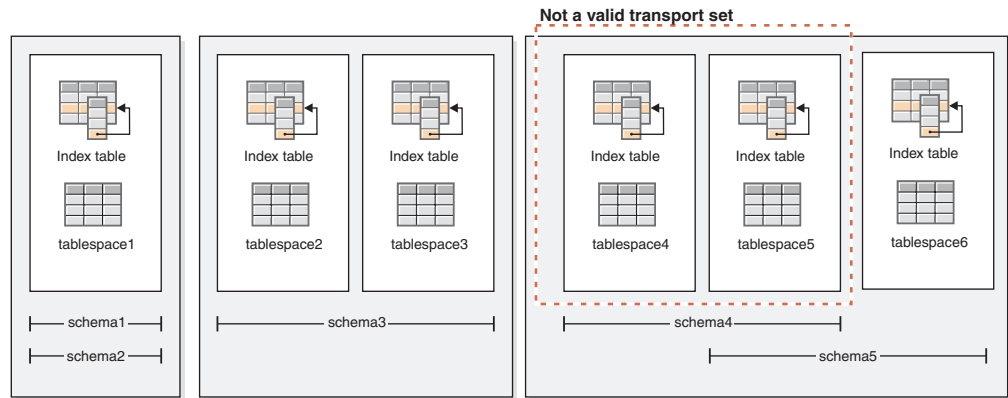 Not a valid transport set
Index table
Index table
Index table
Index table
Index table
Index table
tablespace1
tablespace2
tablespace3
tablespace4
tablespace5
tablespace6
schema1
schema3
schema4
schema2
schema5